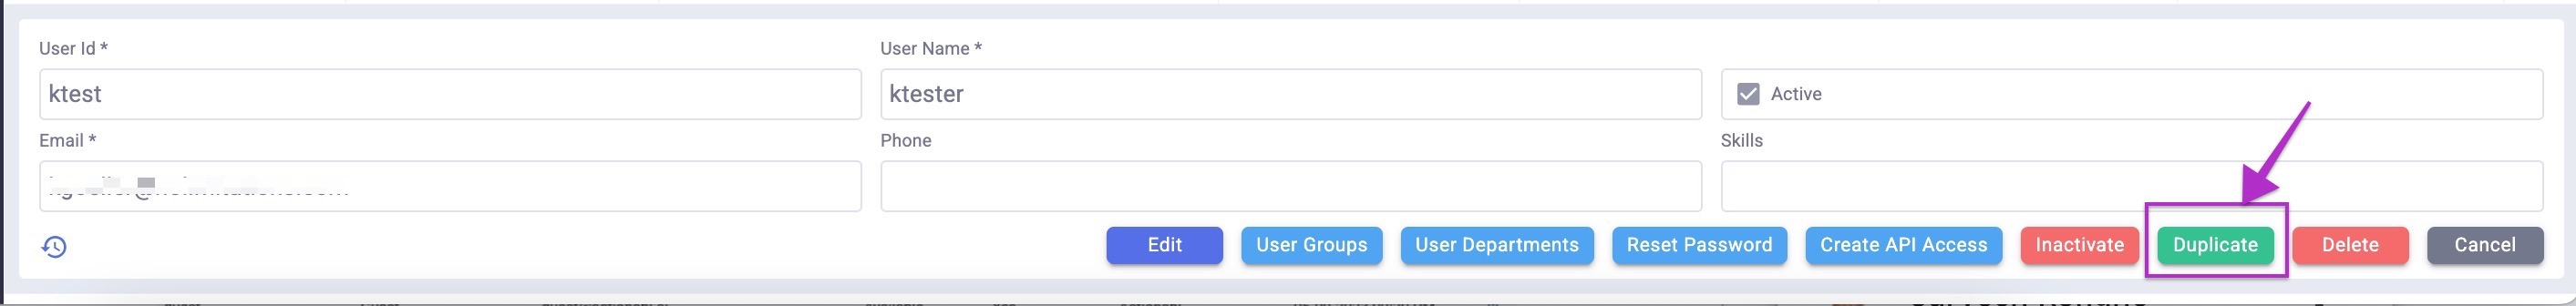 User Id *
User Name *
ktest
ktester
Active
Email *
Phone
Skills
Edit
User Groups
User Departments
Reset Password
Create API Access
Inactivate
Duplicate
Delete
Cancel